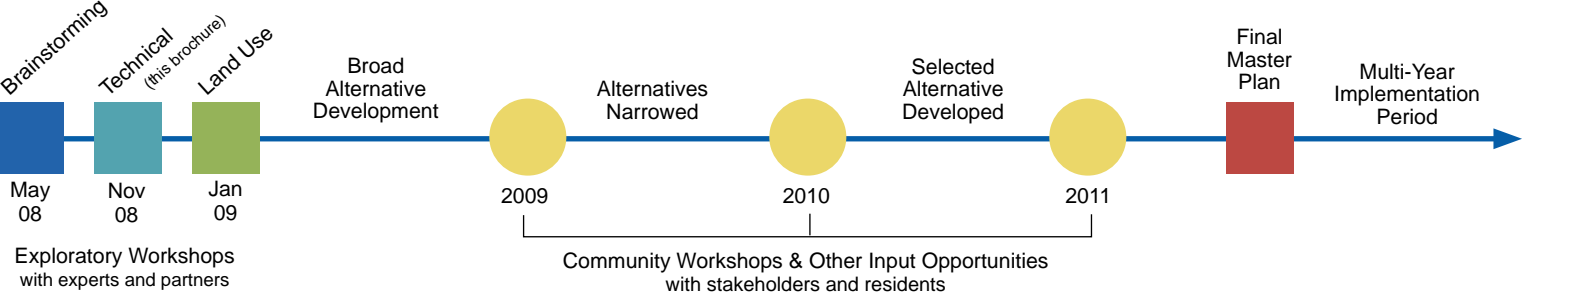 Brainstorming
Technical
(this brochure)
Land Use
Broad
Alternative
Development
Alternatives
Narrowed
Selected
Alternative
Developed
Final
Master
Plan
Multi-Year
Implementation
Period
May
08
Nov
08
Jan
09
2009
2010
2011
Exploratory Workshops
with experts and partners
Community Workshops & Other Input Opportunities
with stakeholders and residents